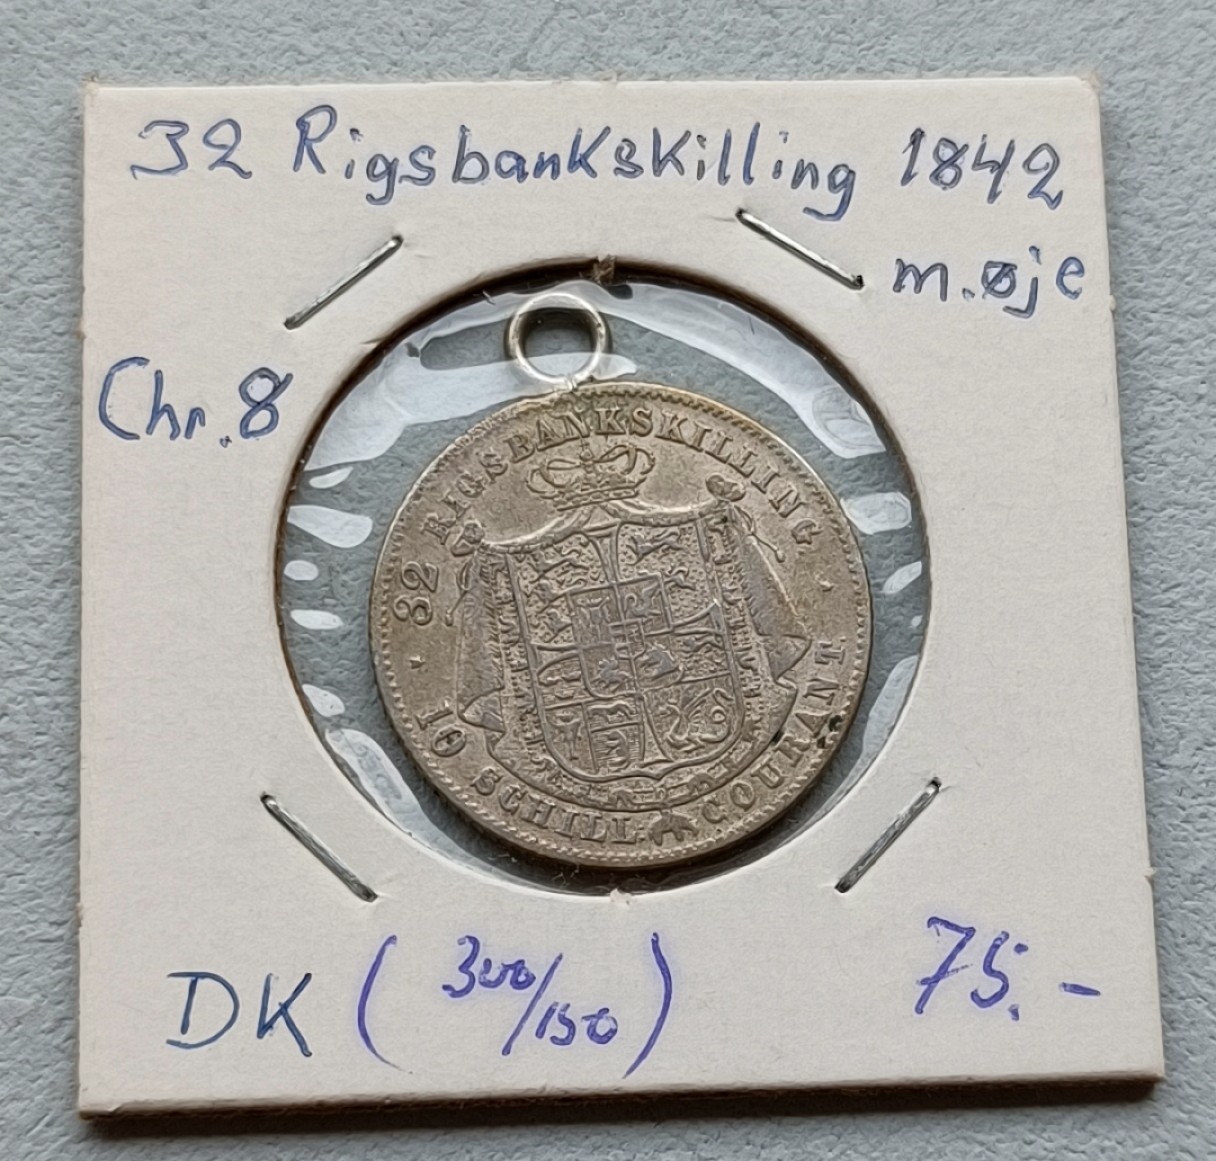 32 Rigsbankskilling 1842
m.øje
Chr.8
32 RIGSBANKSKILLING
10 SCHILL. COURANT.
DK (300/150) 75.-